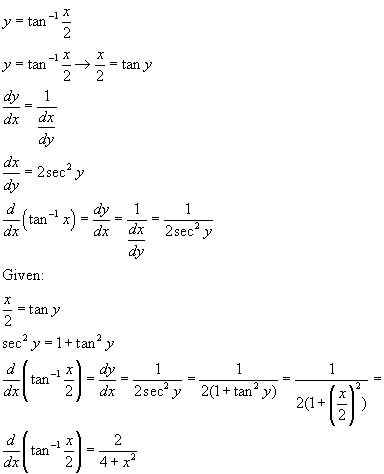 y = tan⁻¹ x/2
y = tan⁻¹ x/2 → x/2 = tan y
dy/dx = 1/(dx/dy)
dx/dy = 2sec² y
d/dx (tan⁻¹ x) = dy/dx = 1/(dx/dy) = 1/(2sec² y)
Given:
x/2 = tan y
sec² y = 1 + tan² y
d/dx (tan⁻¹ x/2) = dy/dx = 1/(2sec² y) = 1/(2(1 + tan² y)) = 1/(2(1 + (x/2)²) =
d/dx (tan⁻¹ x/2) = 2/(4 + x²)